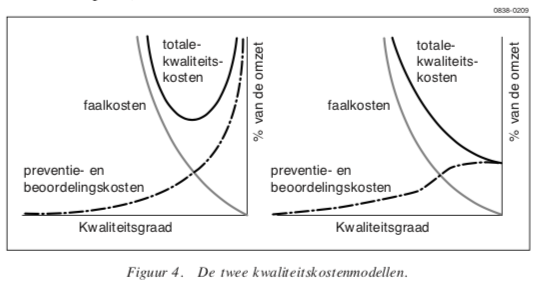 0838-0209
totale-
kwaliteits-
kosten
faalkosten
preventie- en
beoordelingskosten
Kwaliteitsgraad
% van de omzet
totale-
kwaliteits-
kosten
faalkosten
preventie- en
beoordelingskosten
Kwaliteitsgraad
% van de omzet
Figuur 4. De twee kwaliteitskostenmodellen.